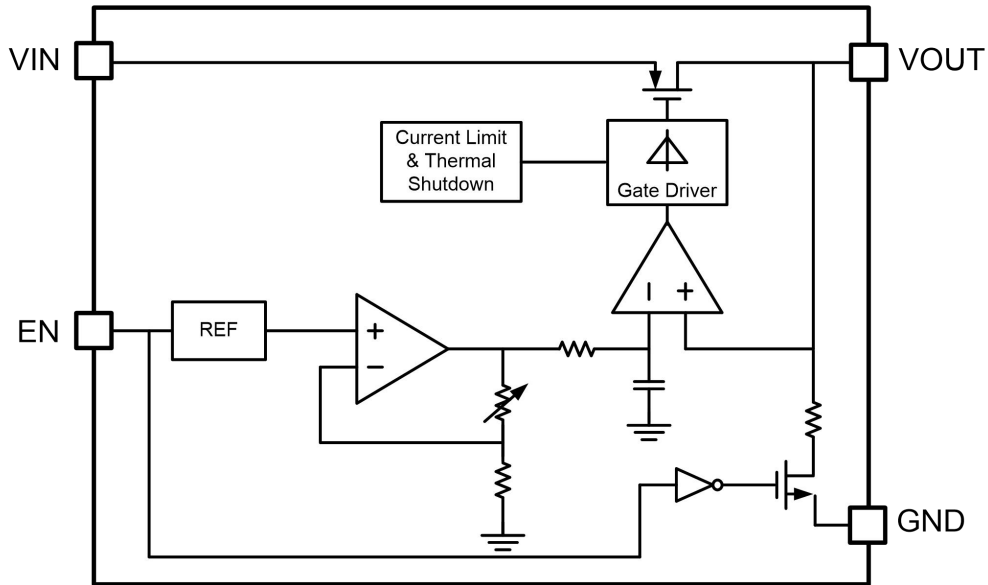 VIN
VOUT
Current Limit
& Thermal
Shutdown
Gate Driver
EN
REF
+
−
−
+
GND